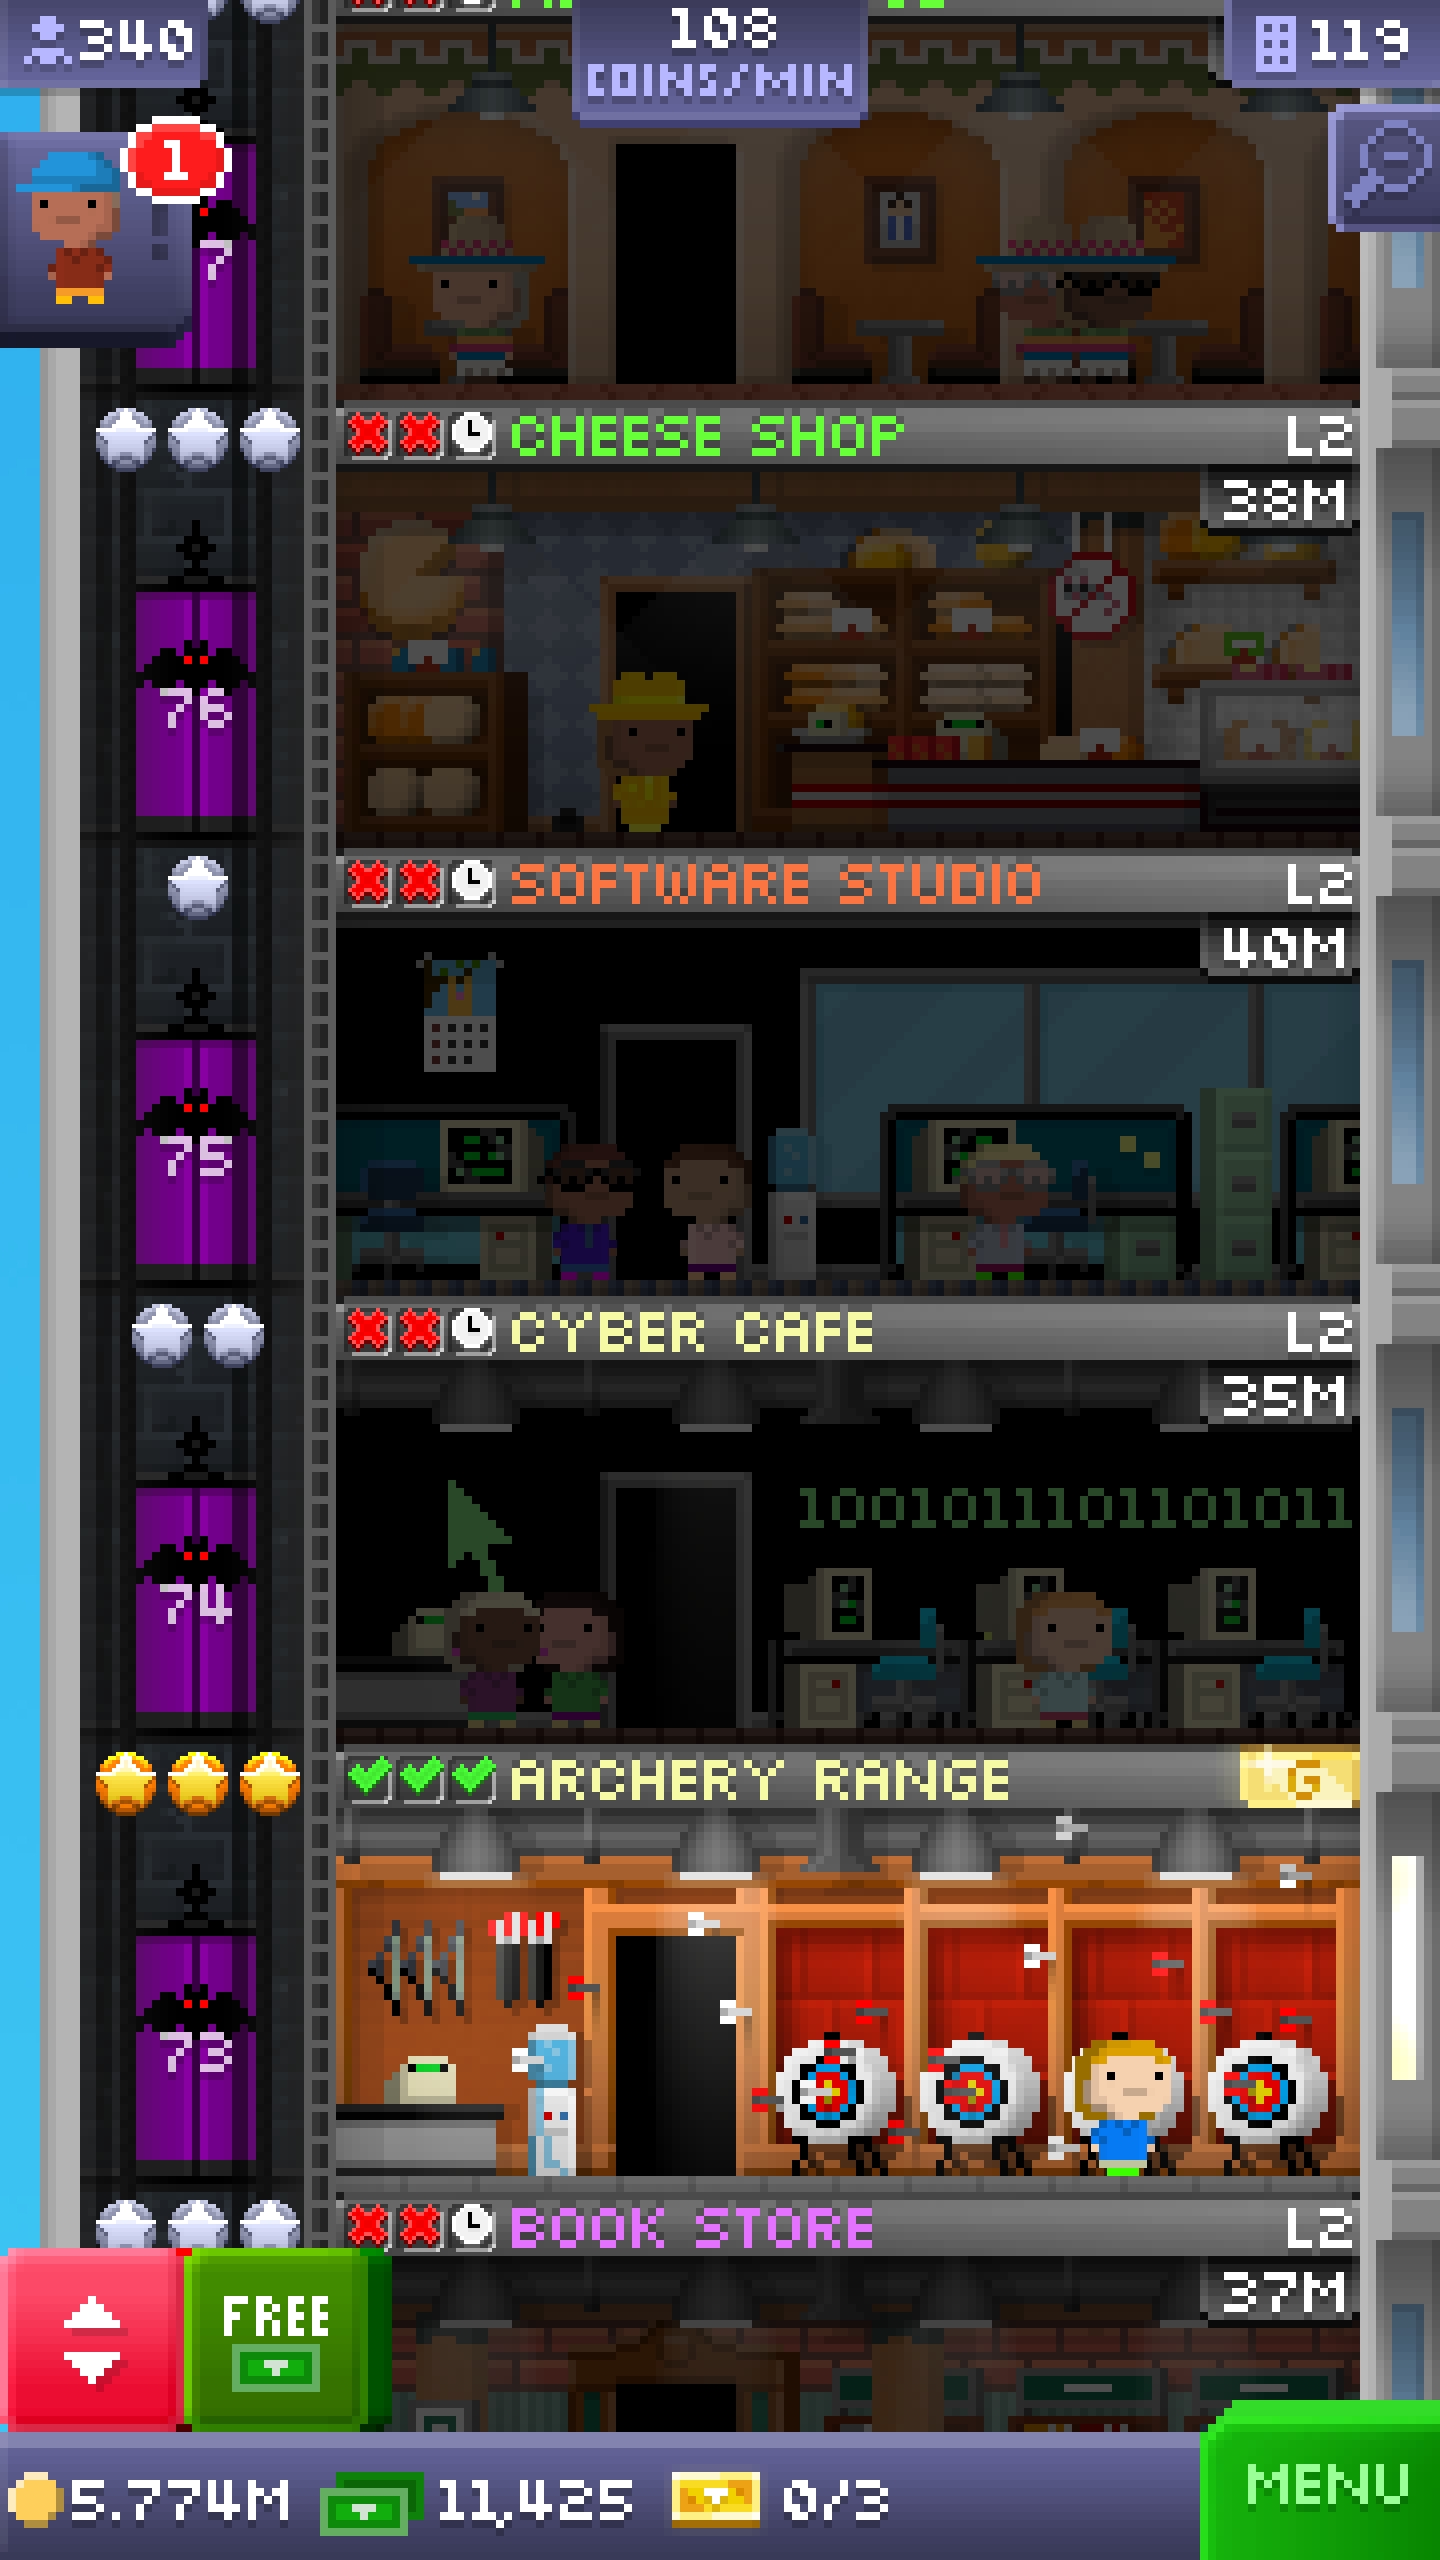 340
108
COINS/MIN
119
1
7
CHEESE SHOP L2
38M
76
SOFTWARE STUDIO L2
40M
75
CYBER CAFE L2
35M
1001011101101011
74
ARCHERY RANGE G
73
BOOK STORE L2
37M
FREE
5.774M 11,425 0/3
MENU